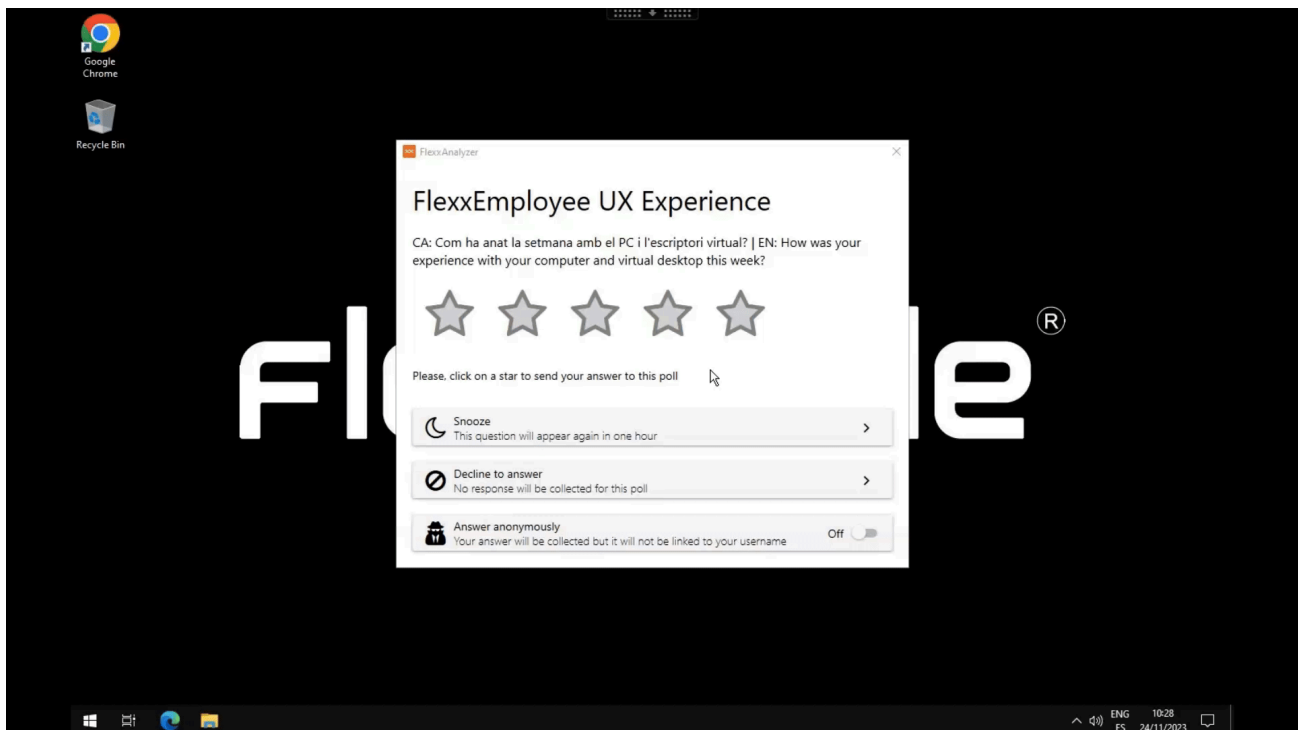 Google
Chrome
Recycle Bin
FlexxAnalyzer
FlexxEmployee UX Experience
CA: Com ha anat la setmana amb el PC i l'escriptori virtual? | EN: How was your
experience with your computer and virtual desktop this week?
®
Please, click on a star to send your answer to this poll
Snooze
This question will appear again in one hour
Decline to answer
No response will be collected for this poll
Answer anonymously
Your answer will be collected but it will not be linked to your username
Off
ENG
ES
10:28
24/11/2023